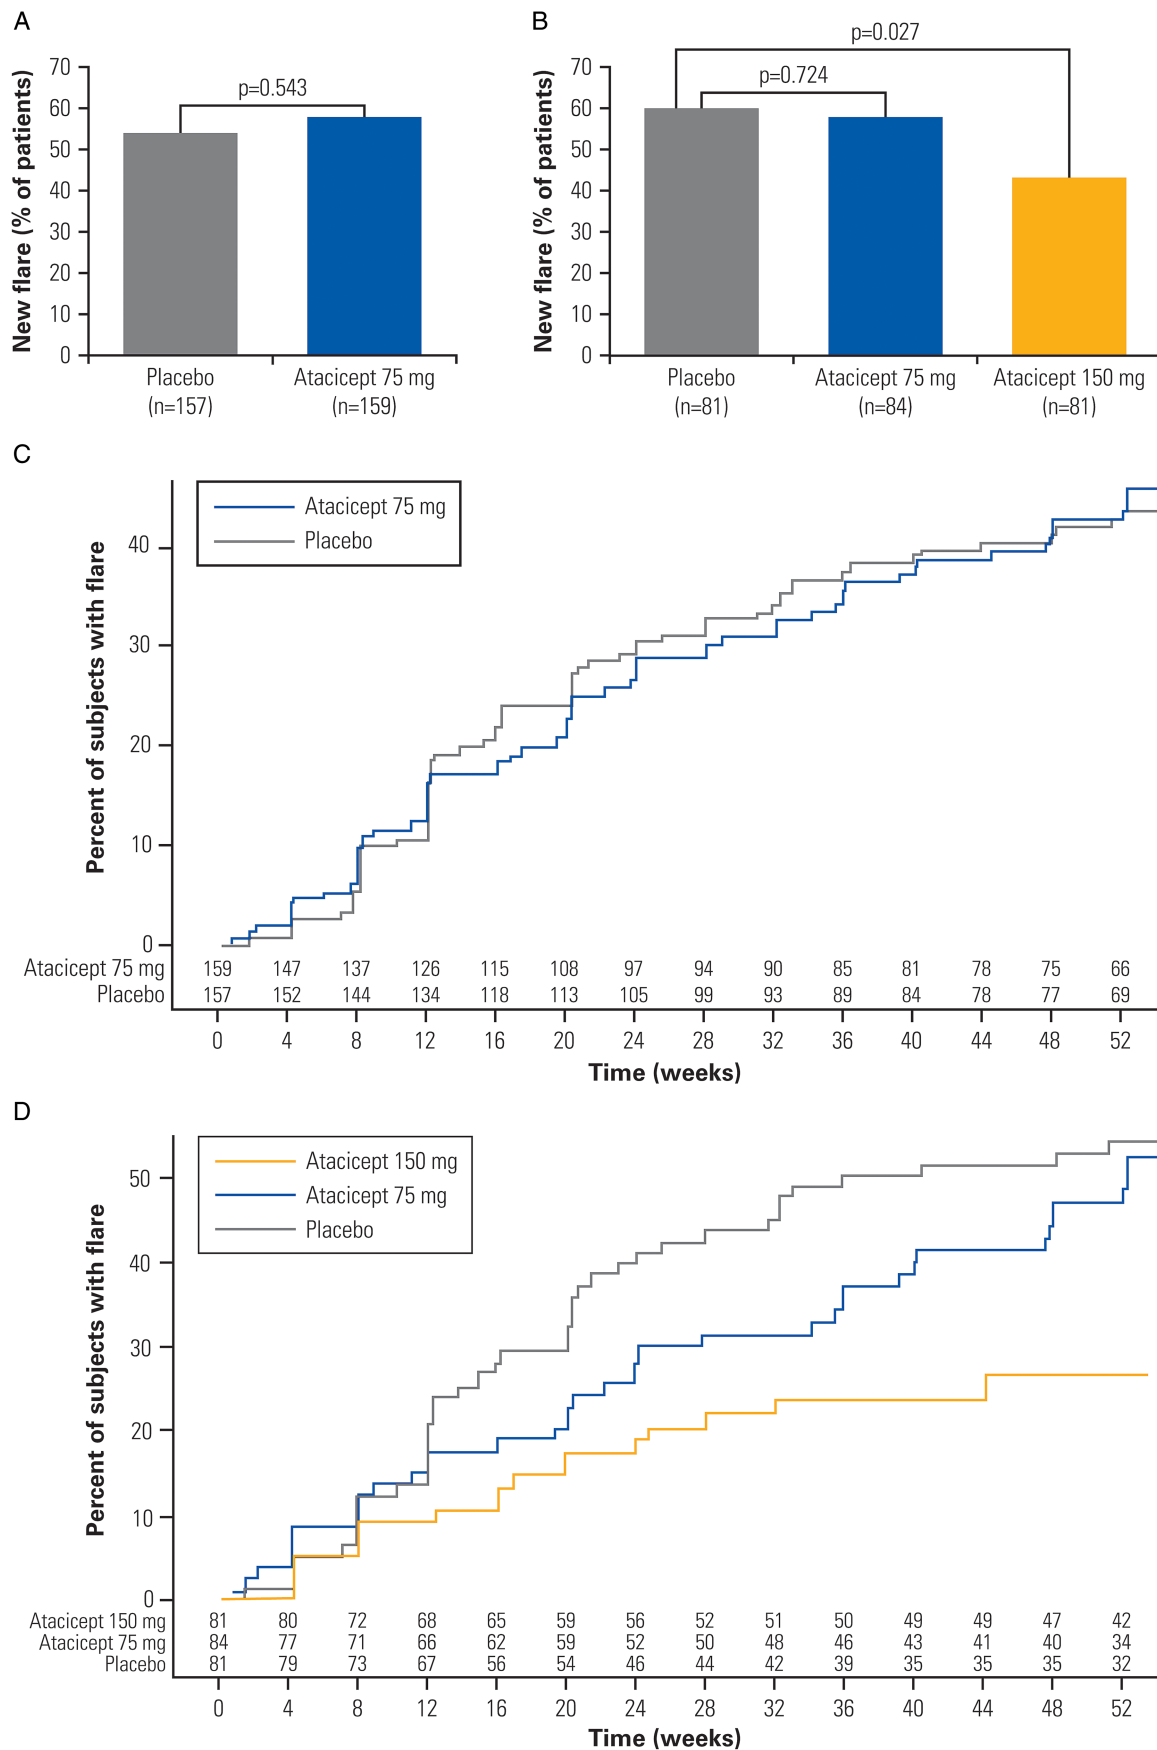 A
New flare (% of patients)
70
60
50
40
30
20
10
0
p=0.543
Placebo
(n=157)
Atacicept 75 mg
(n=159)
B
New flare (% of patients)
70
60
50
40
30
20
10
0
p=0.027
p=0.724
Placebo
(n=81)
Atacicept 75 mg
(n=84)
Atacicept 150 mg
(n=81)
C
Percent of subjects with flare
Atacicept 75 mg
Placebo
40
30
20
10
0
Atacicept 75 mg 159 147 137 126 115 108 97 94 90 85 81 78 75 66
Placebo 157 152 144 134 118 113 105 99 93 89 84 78 77 69
0 4 8 12 16 20 24 28 32 36 40 44 48 52
Time (weeks)
D
Percent of subjects with flare
Atacicept 150 mg
Atacicept 75 mg
Placebo
50
40
30
20
10
0
Atacicept 150 mg 81 80 72 68 65 59 56 52 51 50 49 49 47 42
Atacicept 75 mg 84 77 71 66 62 59 52 50 48 46 43 41 40 34
Placebo 81 79 73 67 56 54 46 44 42 39 35 35 35 32
0 4 8 12 16 20 24 28 32 36 40 44 48 52
Time (weeks)